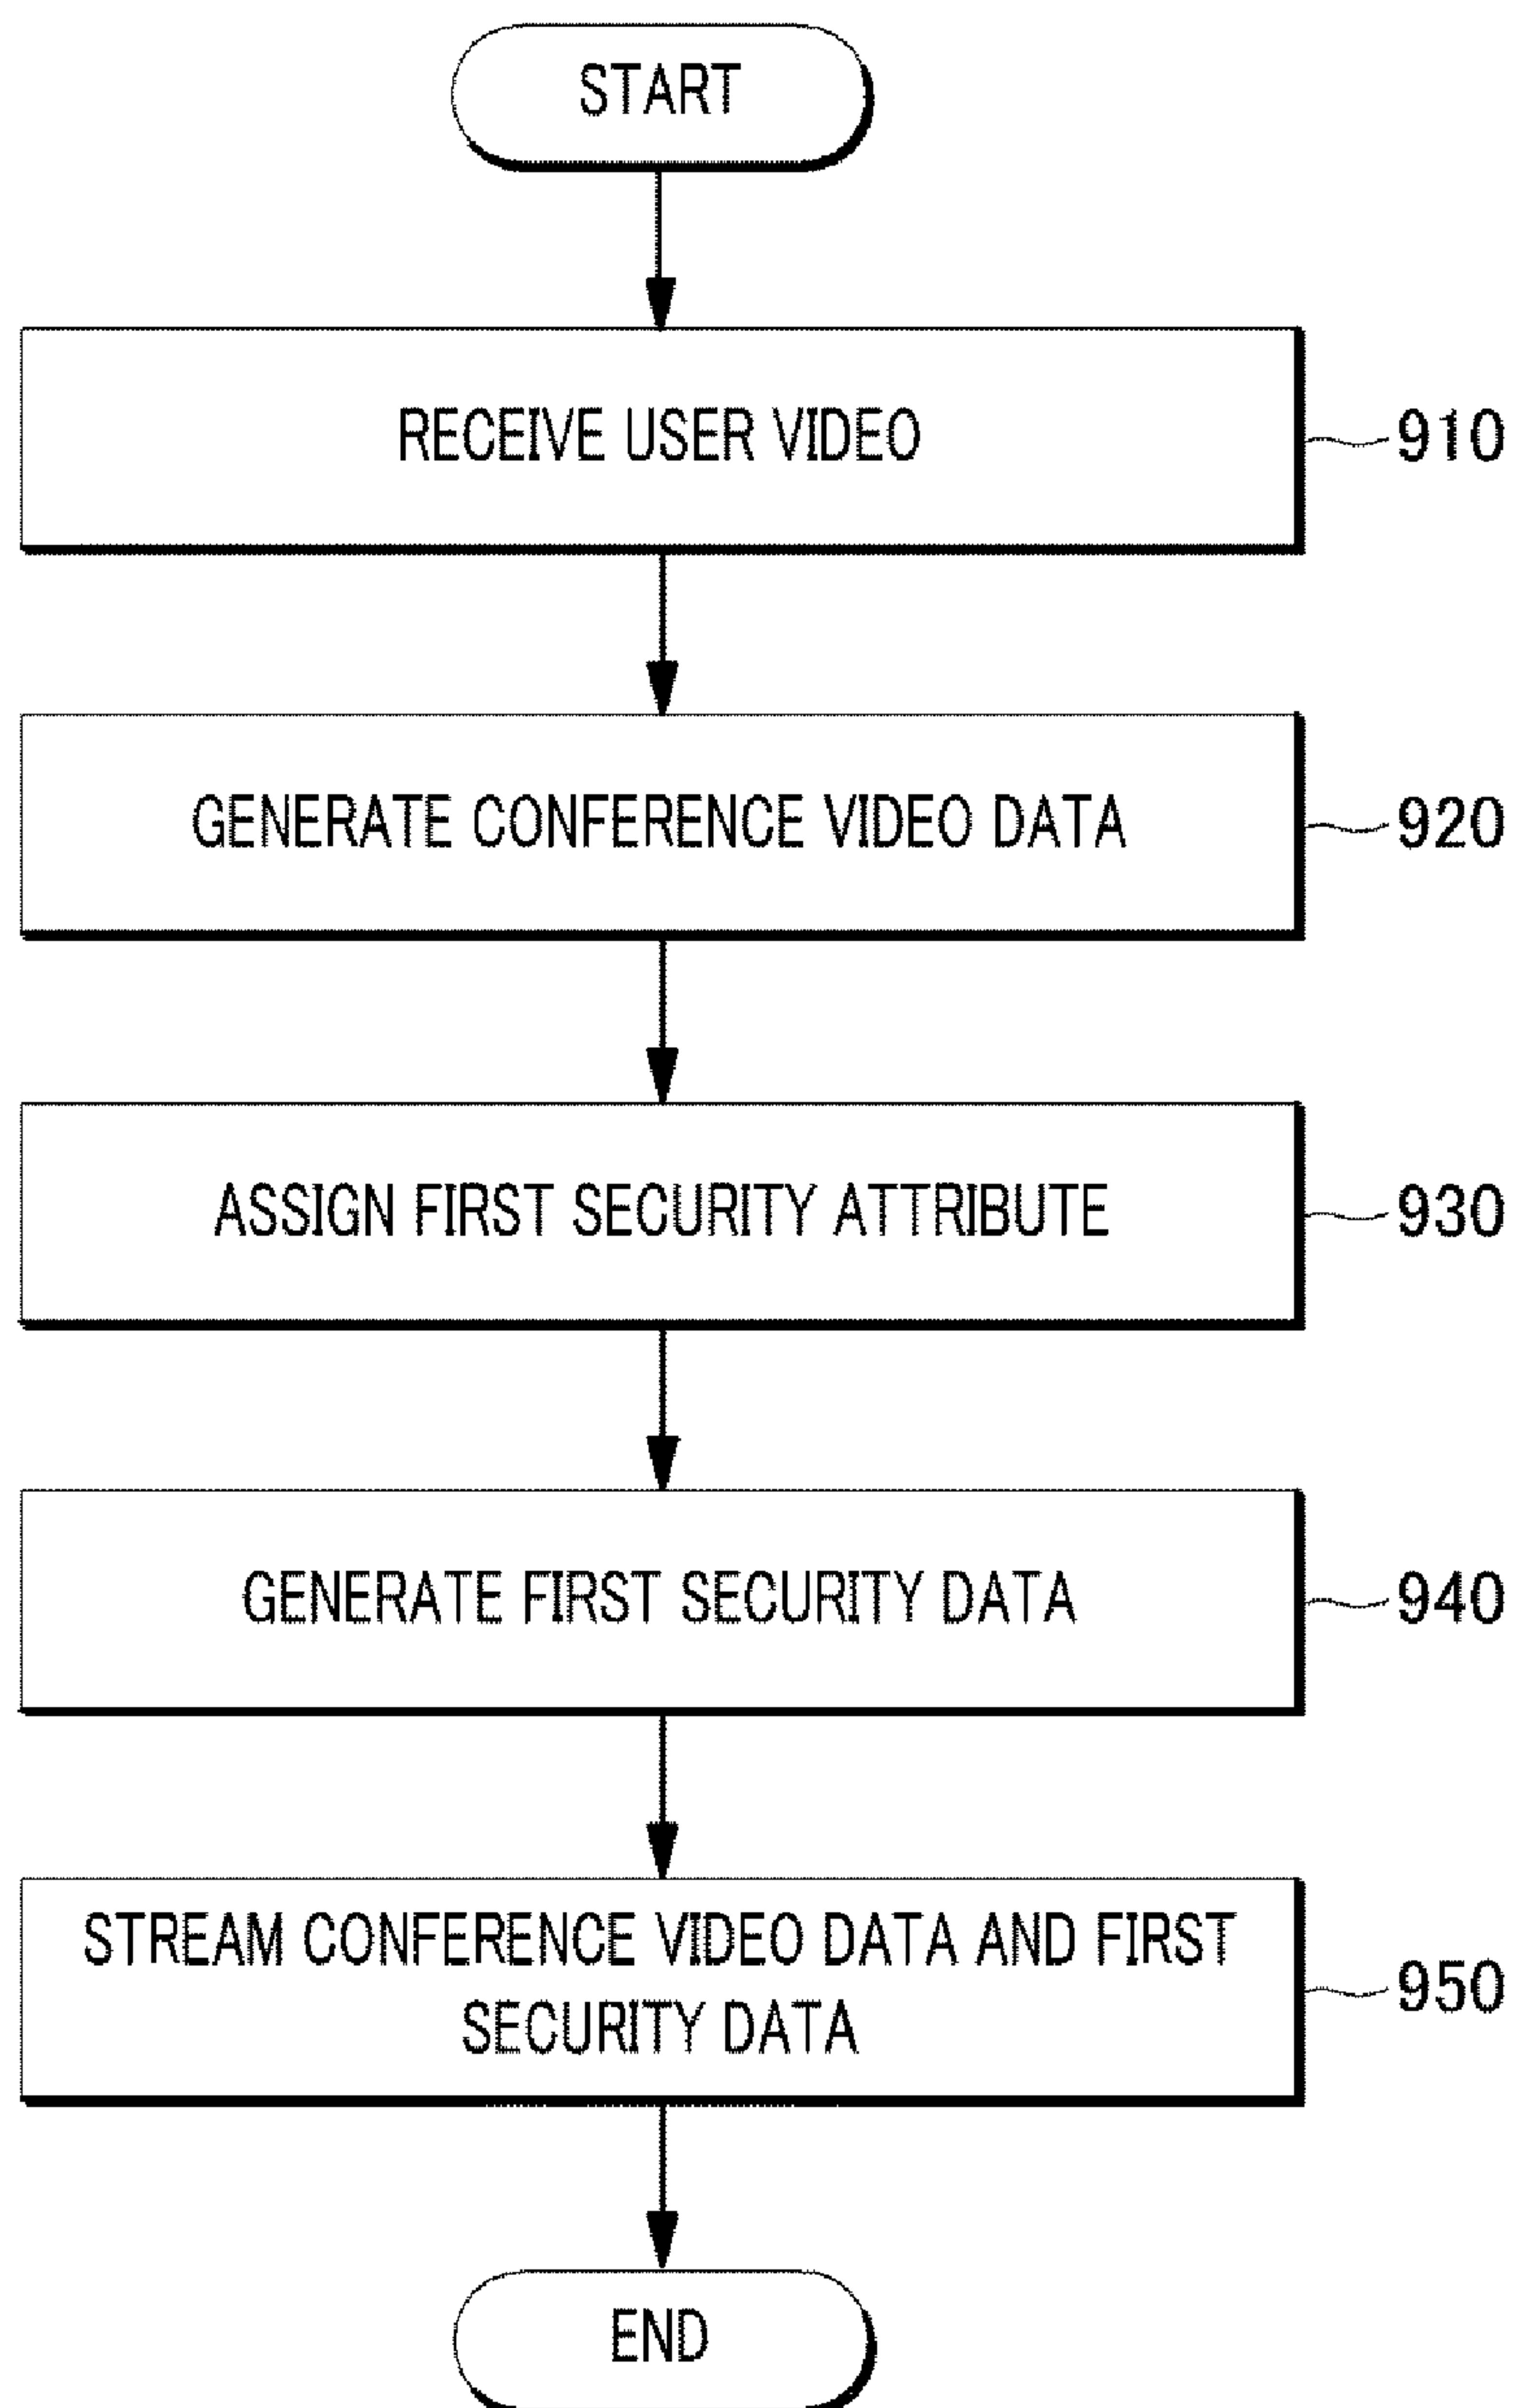 START
RECEIVE USER VIDEO
910
GENERATE CONFERENCE VIDEO DATA
920
ASSIGN FIRST SECURITY ATTRIBUTE
930
GENERATE FIRST SECURITY DATA
940
STREAM CONFERENCE VIDEO DATA AND FIRST
SECURITY DATA
950
END